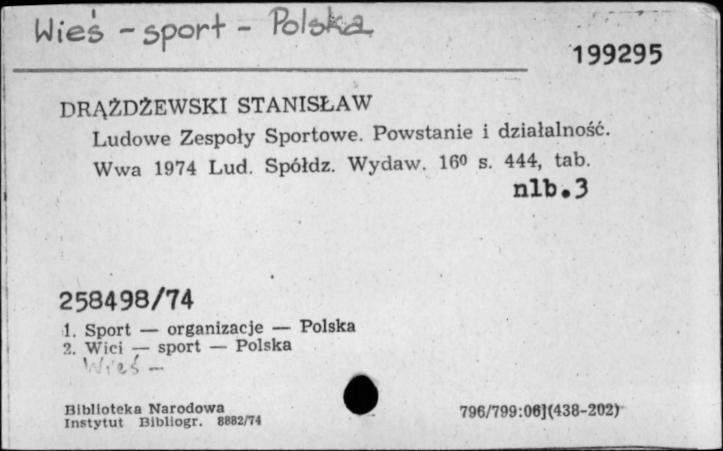 Wieś - sport - Polska
199295
DRĄŻDŻEWSKI STANISŁAW
Ludowe Zespoły Sportowe. Powstanie i działalność.
Wwa 1974 Lud. Spółdz. Wydaw. 16⁰ s. 444, tab.
nlb.3
258498/74
1. Sport — organizacje — Polska
2. Wici — sport — Polska
Wieś —
Biblioteka Narodowa
Instytut Bibliogr. 8882/74
796/799:06](438-202)